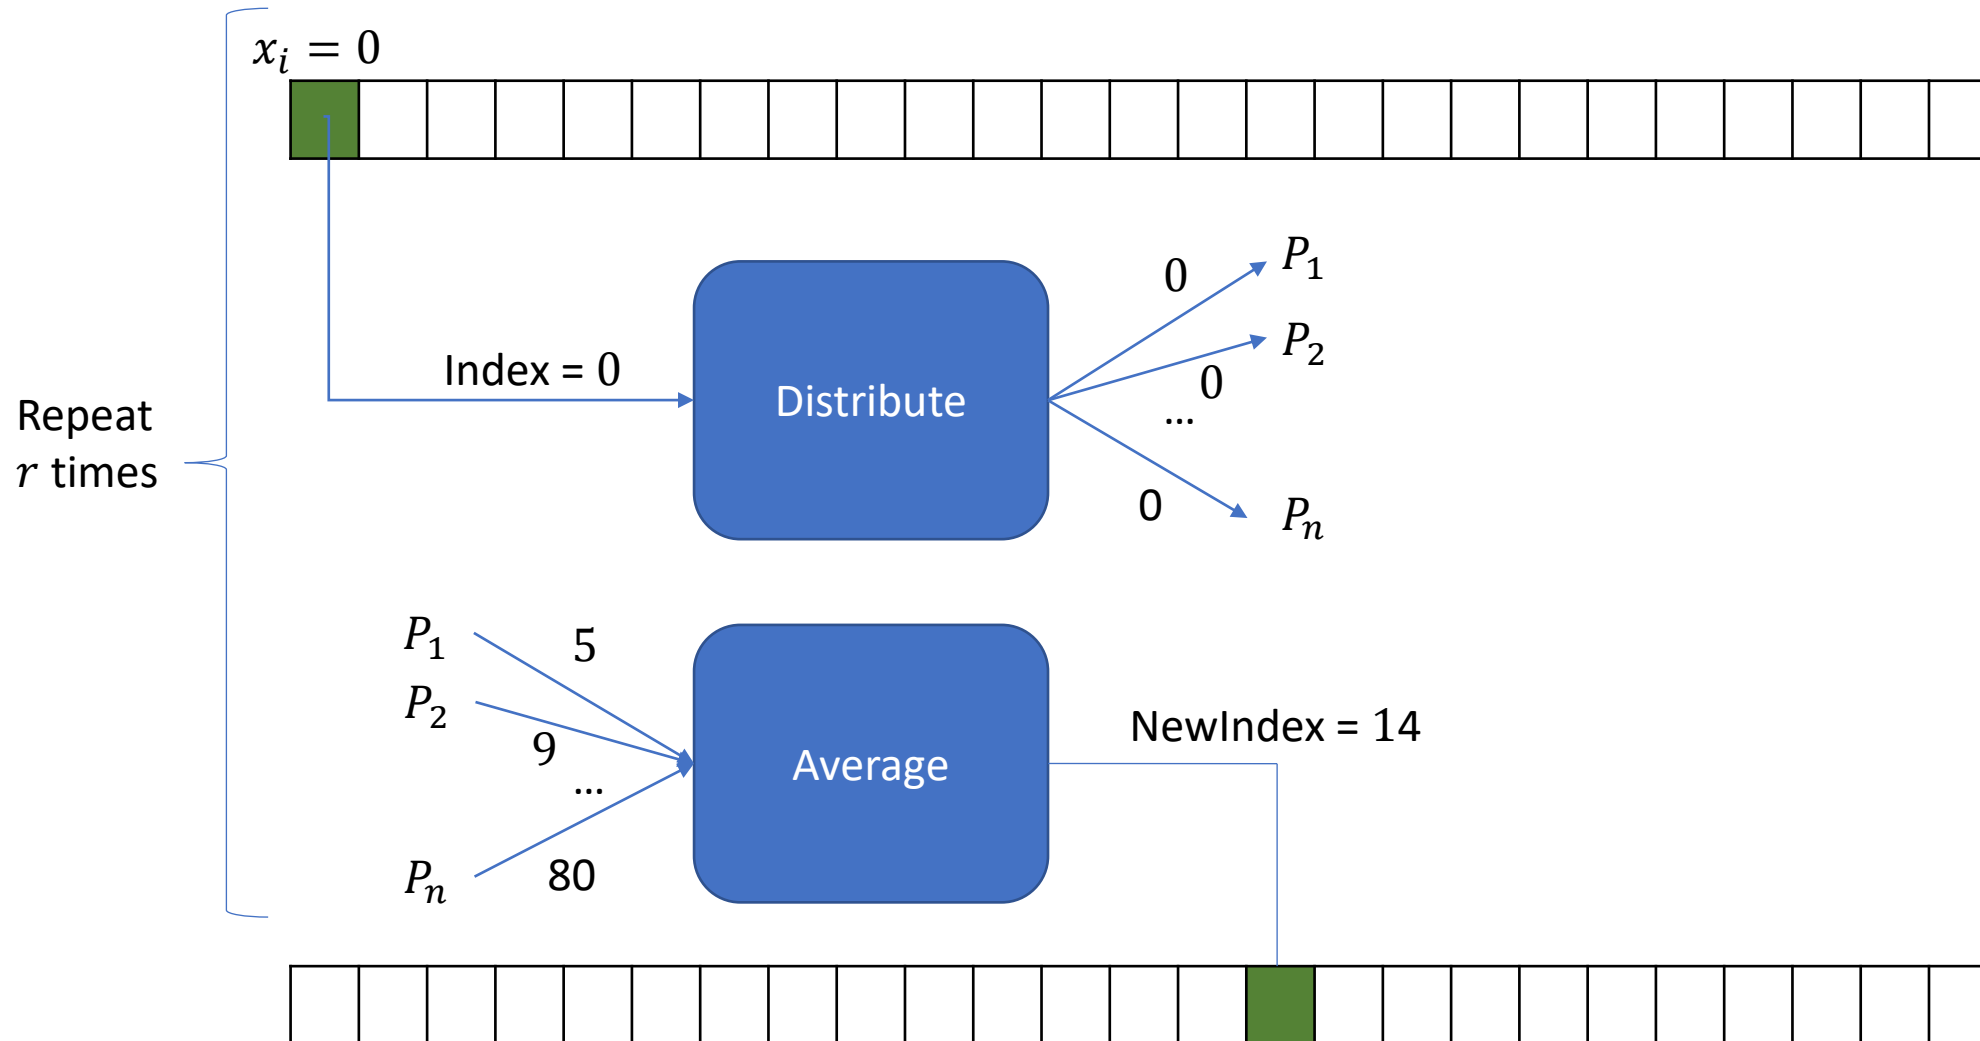 x_i = 0
0
P_1
P_2
Index = 0
0
Distribute
...
Repeat
r times
0
P_n
P_1
5
P_2
9
NewIndex = 14
Average
...
P_n
80